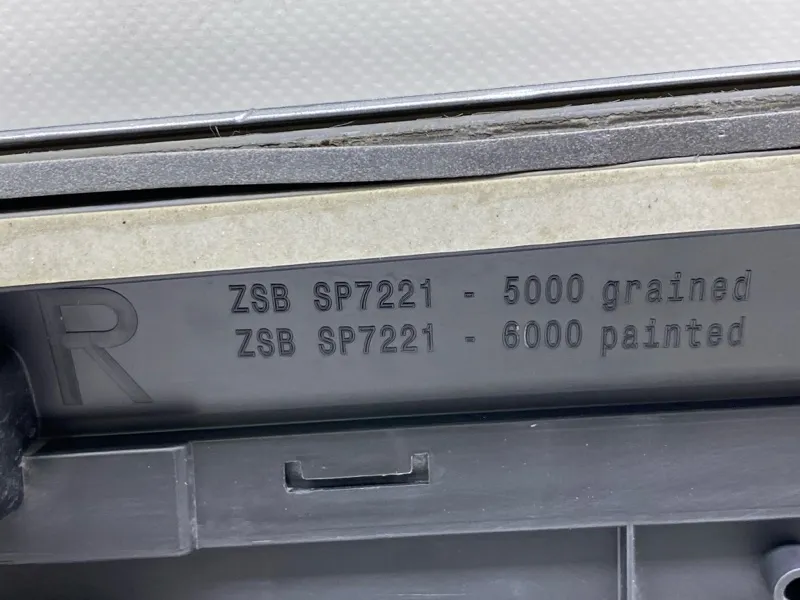 R
ZSB SP7221 - 5000 grained
ZSB SP7221 - 6000 painted